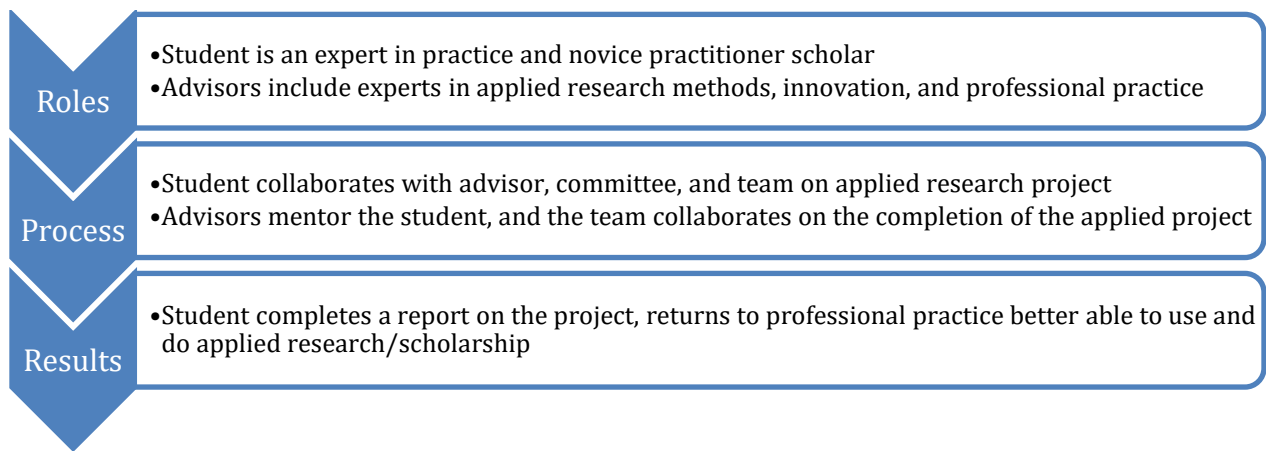 Roles
•Student is an expert in practice and novice practitioner scholar
•Advisors include experts in applied research methods, innovation, and professional practice
Process
•Student collaborates with advisor, committee, and team on applied research project
•Advisors mentor the student, and the team collaborates on the completion of the applied project
Results
•Student completes a report on the project, returns to professional practice better able to use and
do applied research/scholarship